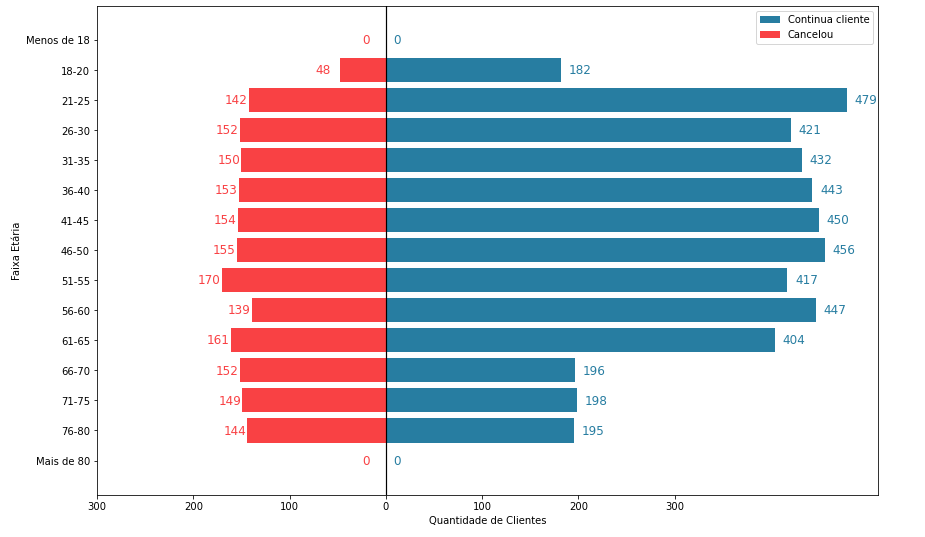 Continua cliente
Cancelou
Menos de 18 0 0
18-20 48 182
21-25 142 479
26-30 152 421
31-35 150 432
36-40 153 443
41-45 154 450
46-50 155 456
51-55 170 417
56-60 139 447
61-65 161 404
66-70 152 196
71-75 149 198
76-80 144 195
Mais de 80 0 0
Faixa Etária
300 200 100 0 100 200 300
Quantidade de Clientes